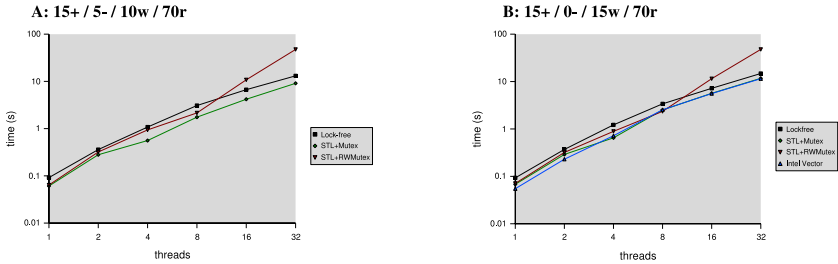 A: 15+ / 5- / 10w / 70r
100
10
1
0.1
0.01
time (s)
1 2 4 8 16 32
threads
Lock-free
STL+Mutex
STL+RWMutex
B: 15+ / 0- / 15w / 70r
100
10
1
0.1
0.01
time (s)
1 2 4 8 16 32
threads
Lockfree
STL+Mutex
STL+RWMutex
Intel Vector